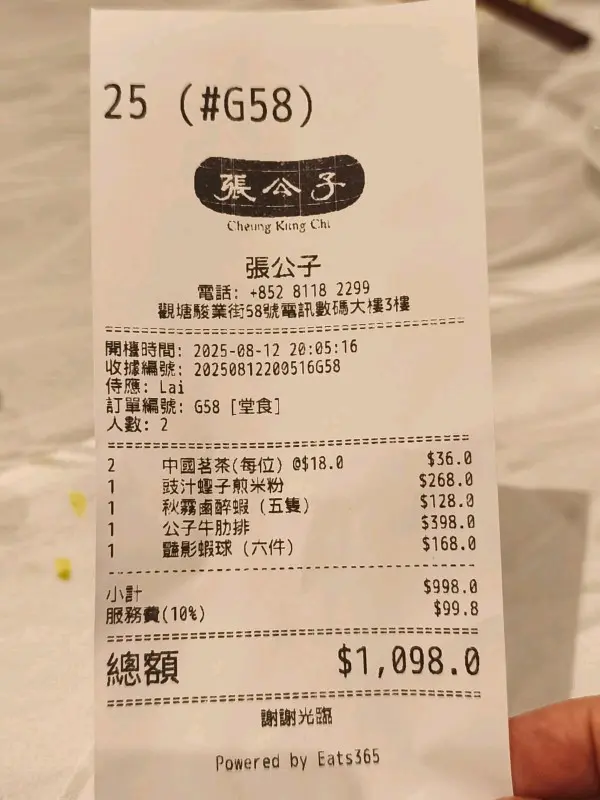 25 (#G58)
張公子
Cheung Kung Chi
張公子
電話: +852 8118 2299
觀塘駿業街58號電訊數碼大樓3樓
開檯時間: 2025-08-12 20:05:16
收據編號: 20250812200516G58
侍應: Lai
訂單編號: G58 [堂食]
人數: 2
2 中國茗茶(每位) @$18.0 $36.0
1 豉汁蟶子煎米粉 $268.0
1 秋霧鹵醉蝦 (五隻) $128.0
1 公子牛肋排 $398.0
1 豔影蝦球 (六件) $168.0
小計 $998.0
服務費(10%) $99.8
總額 $1,098.0
謝謝光臨
Powered by Eats365